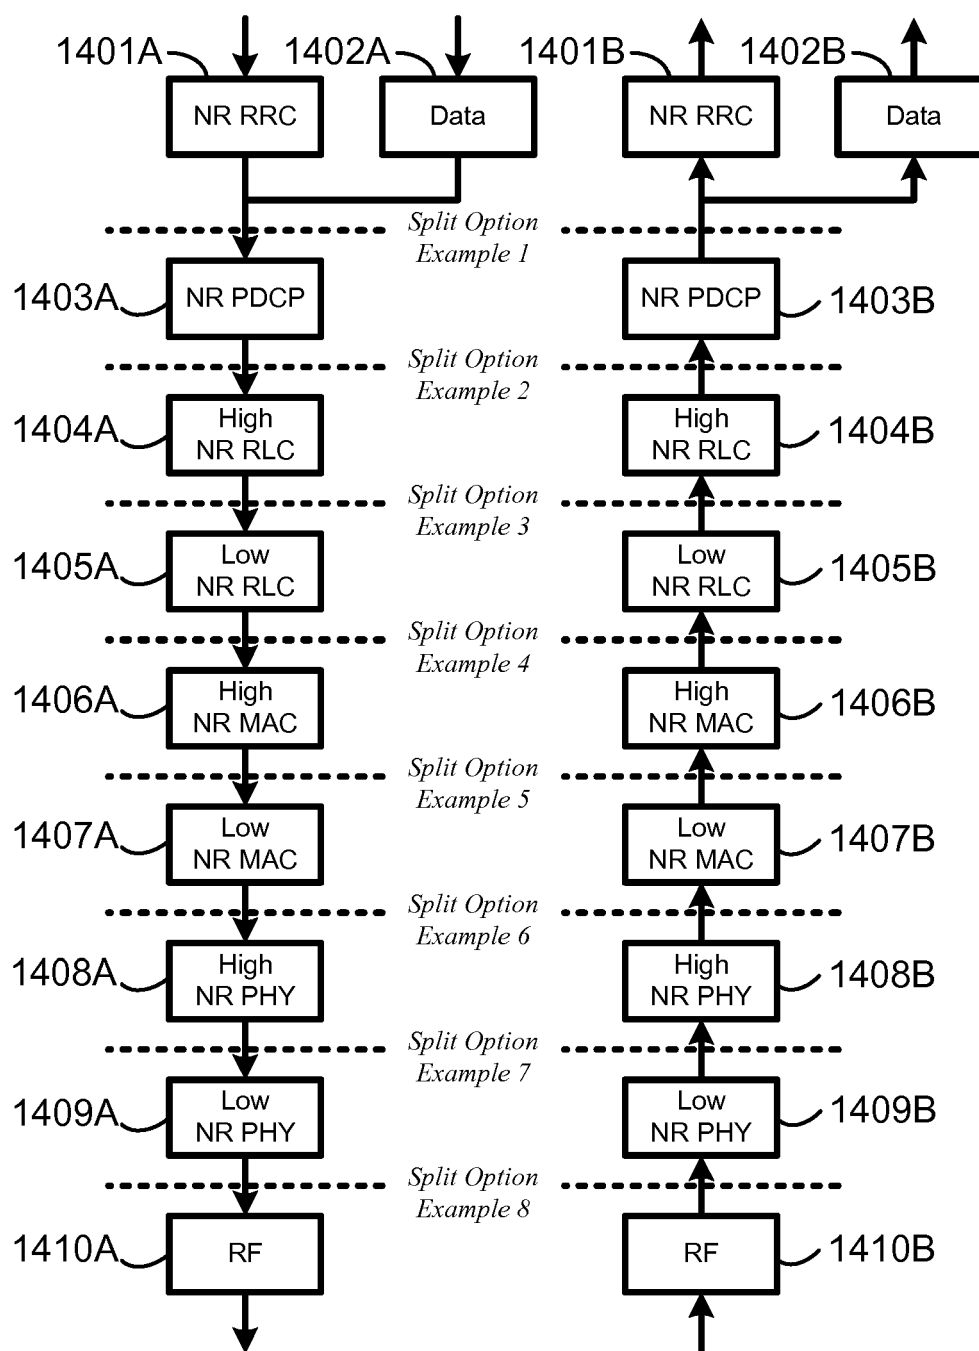 1401A
1402A
1401B
1402B
NR RRC
Data
NR RRC
Data
Split Option
Example 1
1403A
NR PDCP
NR PDCP
1403B
Split Option
Example 2
1404A
High
NR RLC
High
NR RLC
1404B
Split Option
Example 3
1405A
Low
NR RLC
Low
NR RLC
1405B
Split Option
Example 4
1406A
High
NR MAC
High
NR MAC
1406B
Split Option
Example 5
1407A
Low
NR MAC
Low
NR MAC
1407B
Split Option
Example 6
1408A
High
NR PHY
High
NR PHY
1408B
Split Option
Example 7
1409A
Low
NR PHY
Low
NR PHY
1409B
Split Option
Example 8
1410A
RF
RF
1410B